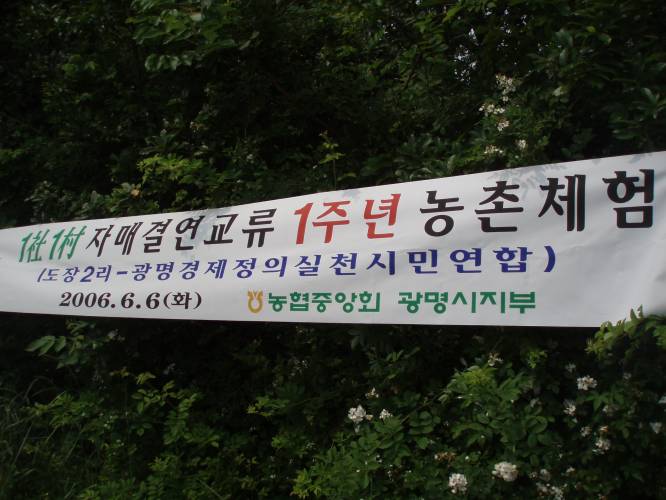 1社1村 자매결연교류 1주년 농촌체험
(도장2리-광명경제정의실천시민연합)
2006.6.6(화) 농협중앙회 광명시지부